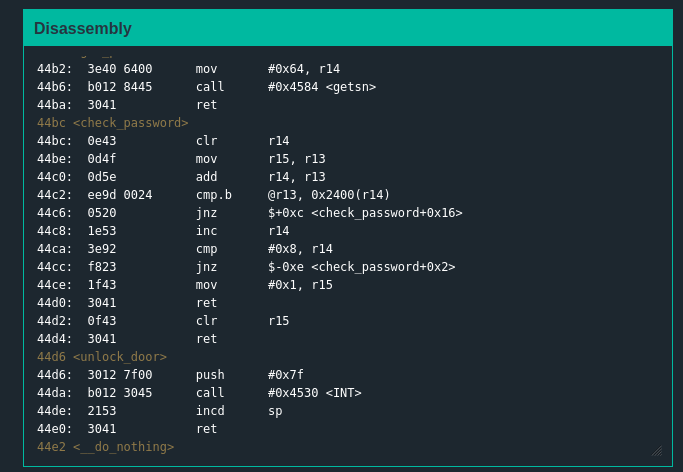 Disassembly
44b2: 3e40 6400 mov #0x64, r14
44b6: b012 8445 call #0x4584 <getsn>
44ba: 3041 ret
44bc <check_password>
44bc: 0e43 clr r14
44be: 0d4f mov r15, r13
44c0: 0d5e add r14, r13
44c2: ee9d 0024 cmp.b @r13, 0x2400(r14)
44c6: 0520 jnz $+0xc <check_password+0x16>
44c8: 1e53 inc r14
44ca: 3e92 cmp #0x8, r14
44cc: f823 jnz $-0xe <check_password+0x2>
44ce: 1f43 mov #0x1, r15
44d0: 3041 ret
44d2: 0f43 clr r15
44d4: 3041 ret
44d6 <unlock_door>
44d6: 3012 7f00 push #0x7f
44da: b012 3045 call #0x4530 <INT>
44de: 2153 incd sp
44e0: 3041 ret
44e2 <__do_nothing>